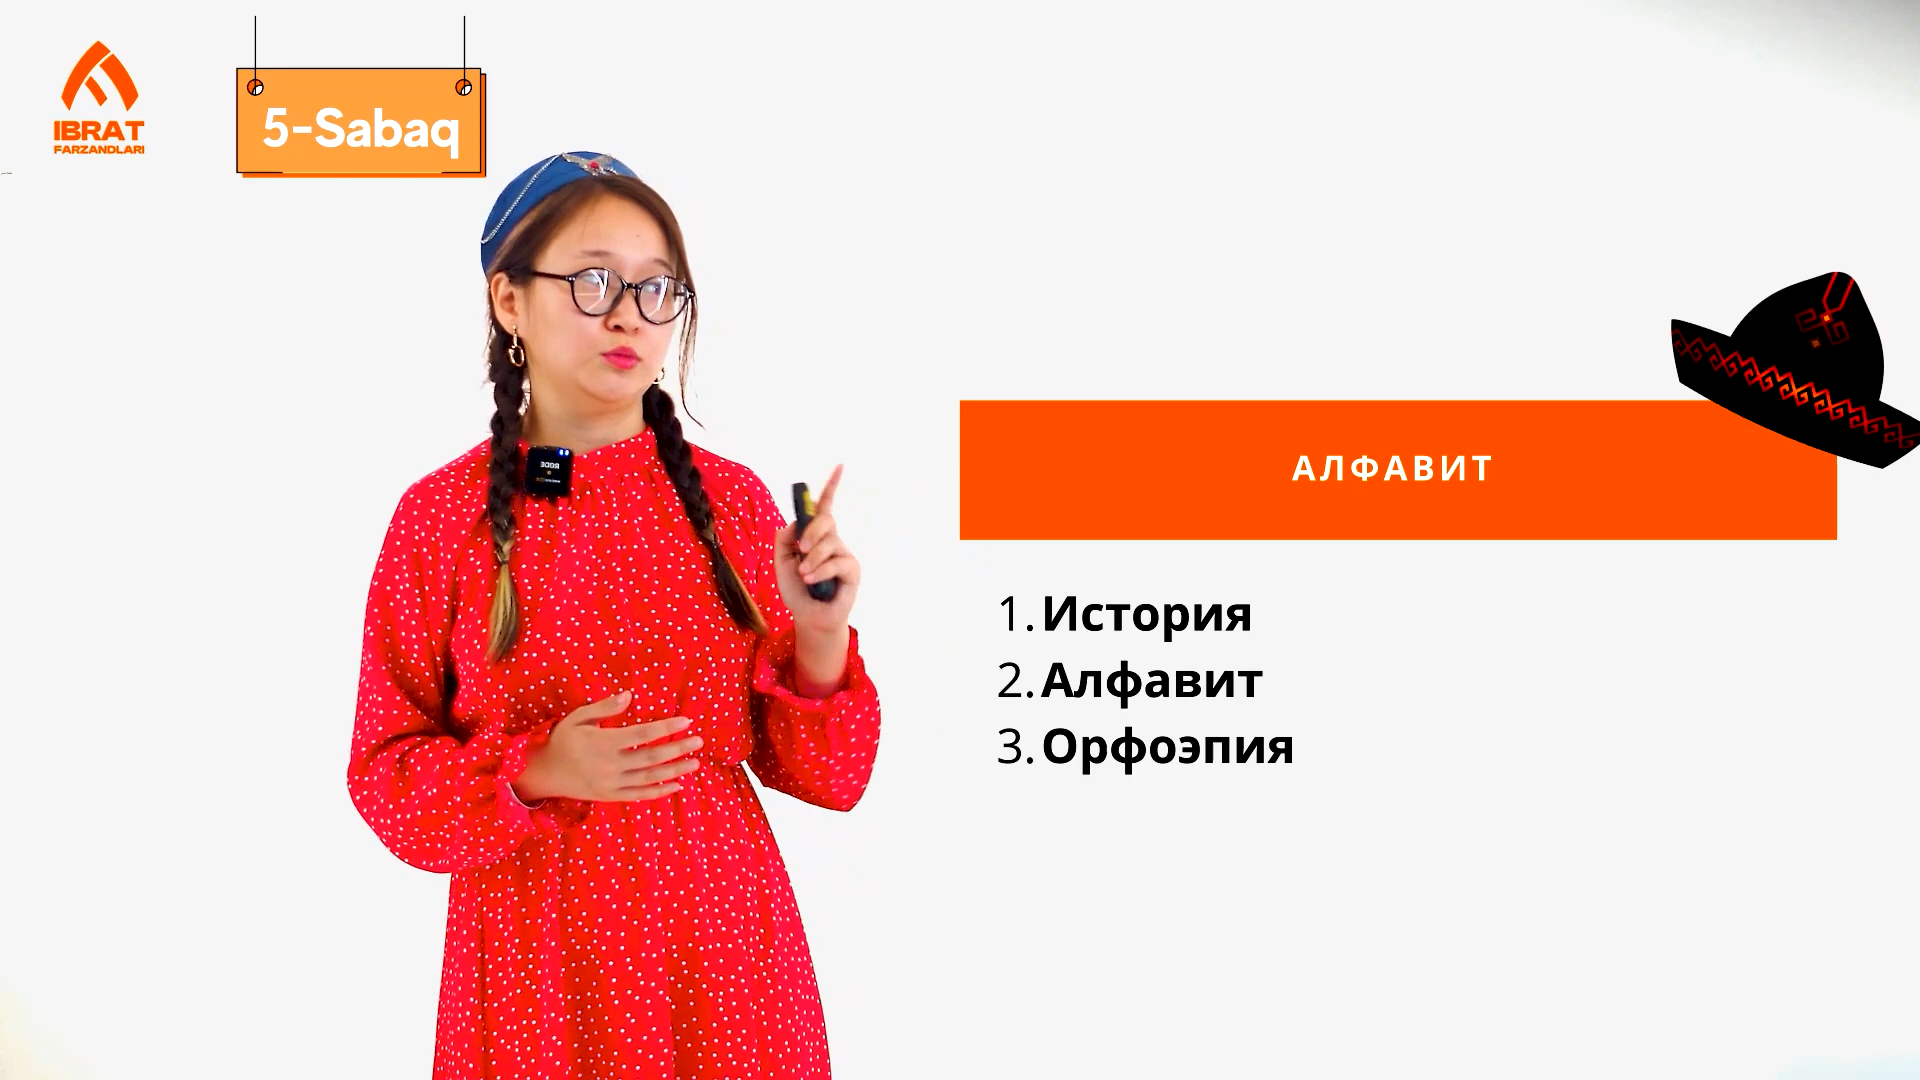 IBRAT
FARZANDLARI
5-Sabaq
АЛФАВИТ
1. История
2. Алфавит
3. Орфоэпия